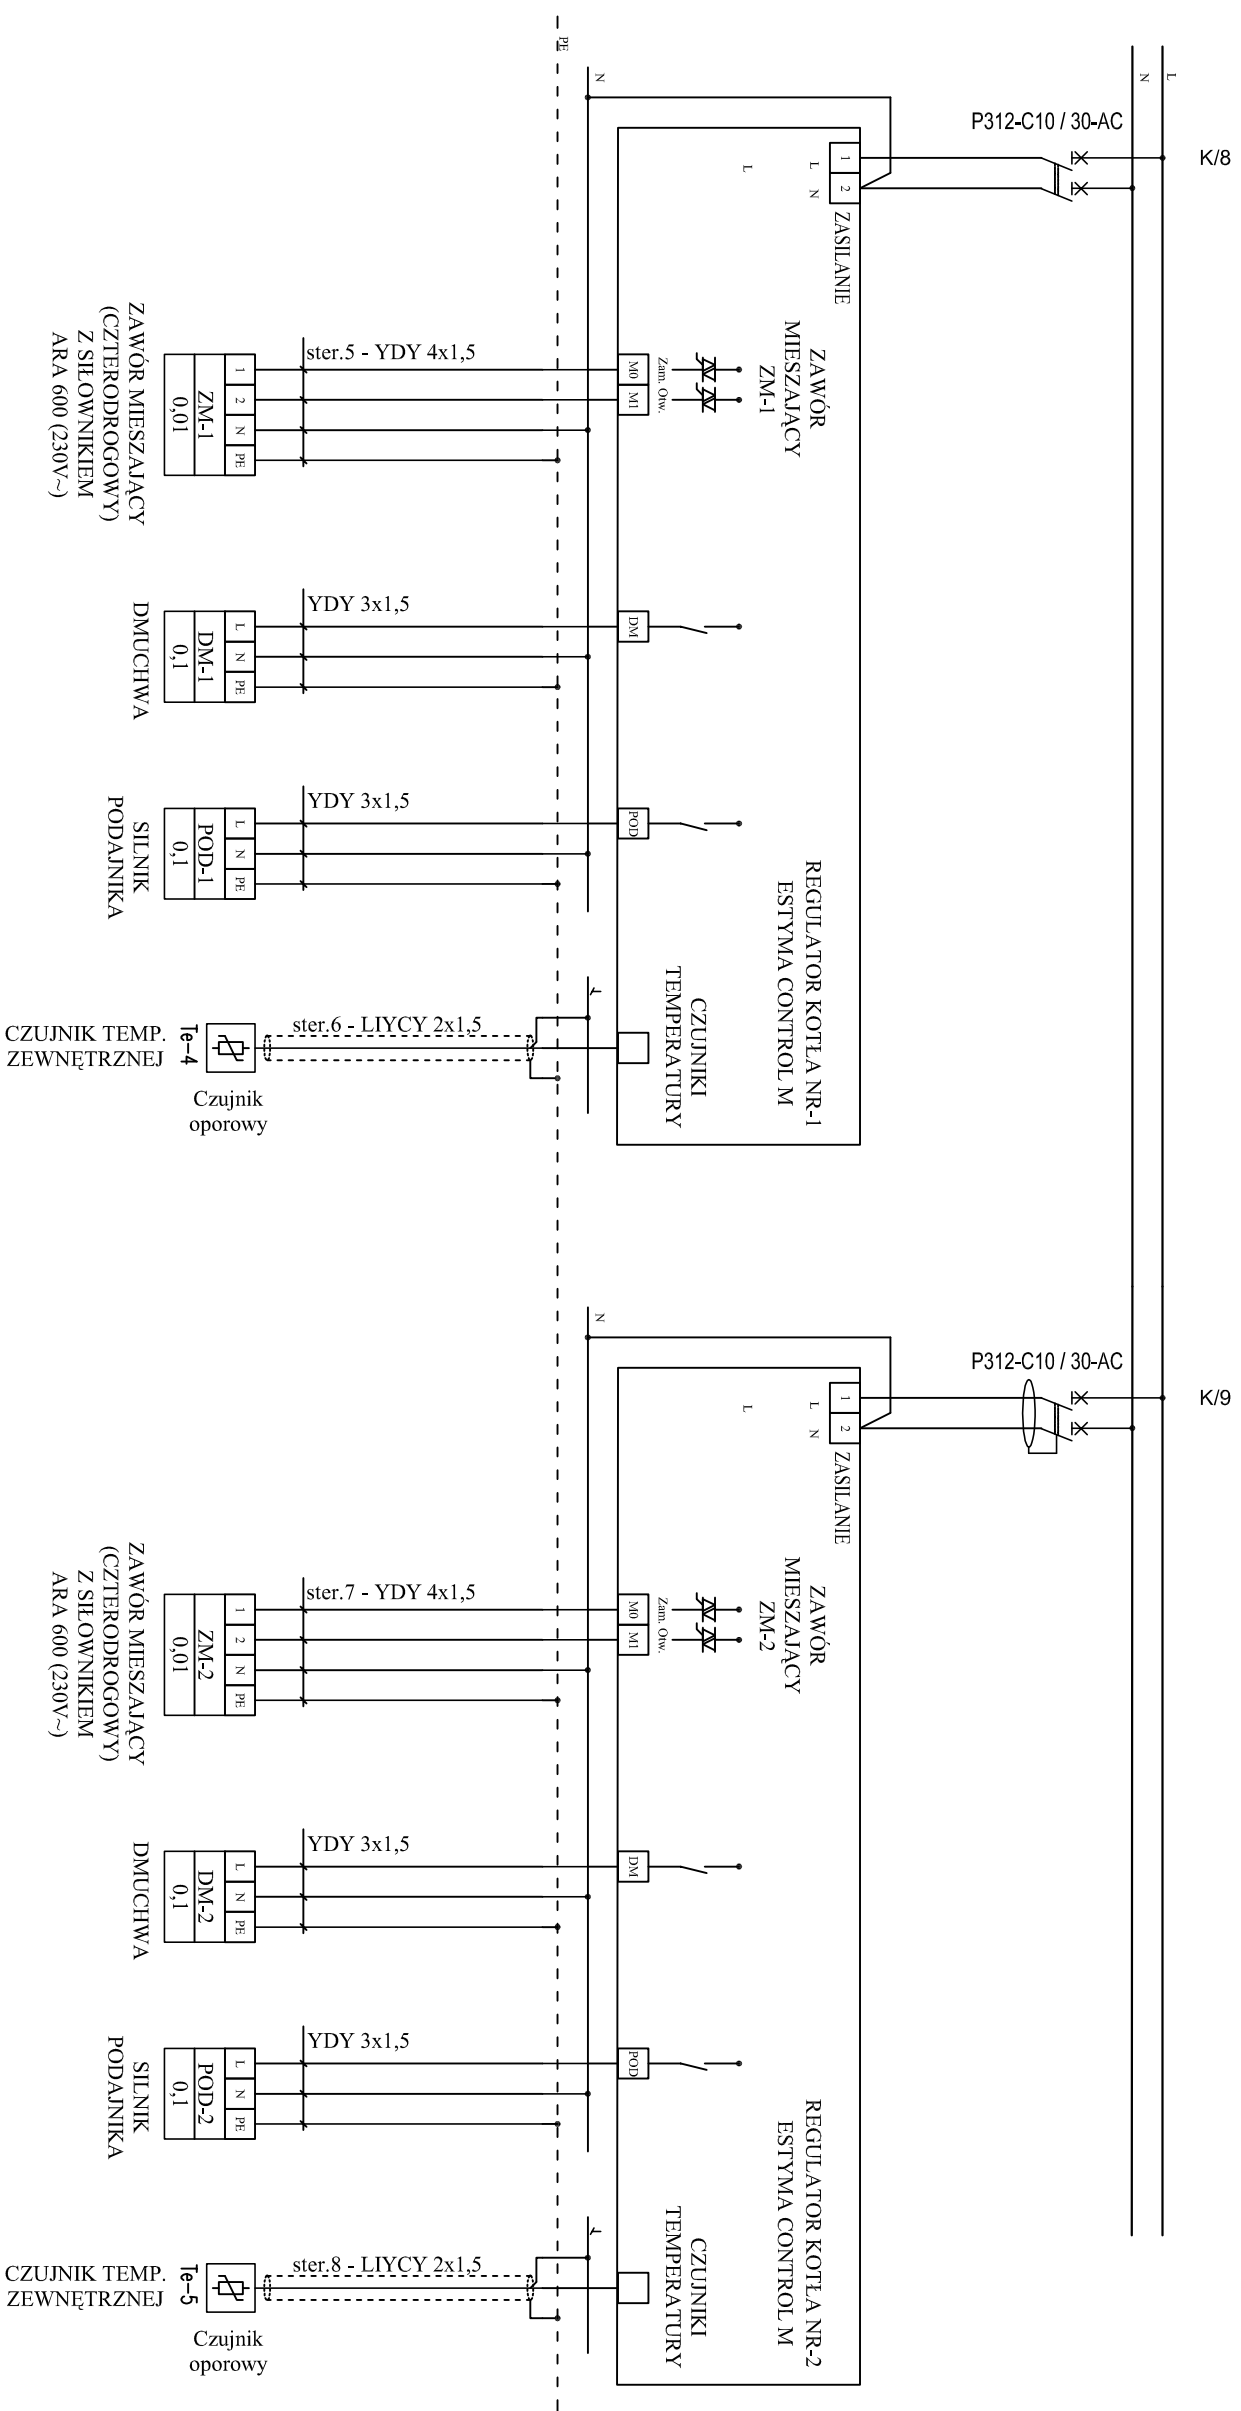 PE
N
N
L
P312-C10 / 30-AC
K/8
1
2
L
N
L
ZASILANIE
ZAWÓR
MIESZAJĄCY
ZM-1
Zam. Otw.
M0
M1
ster.5 - YDY 4x1,5
1
2
N
PE
ZM-1
0,01
ZAWÓR MIESZAJĄCY
(CZTERODROGOWY)
Z SIŁOWNIKIEM
ARA 600 (230V~)
DM
YDY 3x1,5
L
N
PE
DM-1
0,1
DMUCHWA
POD
YDY 3x1,5
L
N
PE
POD-1
0,1
SILNIK
PODAJNIKA
REGULATOR KOTŁA NR-1
ESTYMA CONTROL M
CZUJNIKI
TEMPERATURY
ster.6 - LIYCY 2x1,5
Te-4
CZUJNIK TEMP.
ZEWNĘTRZNEJ
Czujnik
oporowy
N
P312-C10 / 30-AC
K/9
1
2
L
N
L
ZASILANIE
ZAWÓR
MIESZAJĄCY
ZM-2
Zam. Otw.
M0
M1
ster.7 - YDY 4x1,5
1
2
N
PE
ZM-2
0,01
ZAWÓR MIESZAJĄCY
(CZTERODROGOWY)
Z SIŁOWNIKIEM
ARA 600 (230V~)
DM
YDY 3x1,5
L
N
PE
DM-2
0,1
DMUCHWA
POD
YDY 3x1,5
L
N
PE
POD-2
0,1
SILNIK
PODAJNIKA
REGULATOR KOTŁA NR-2
ESTYMA CONTROL M
CZUJNIKI
TEMPERATURY
ster.8 - LIYCY 2x1,5
Te-5
CZUJNIK TEMP.
ZEWNĘTRZNEJ
Czujnik
oporowy